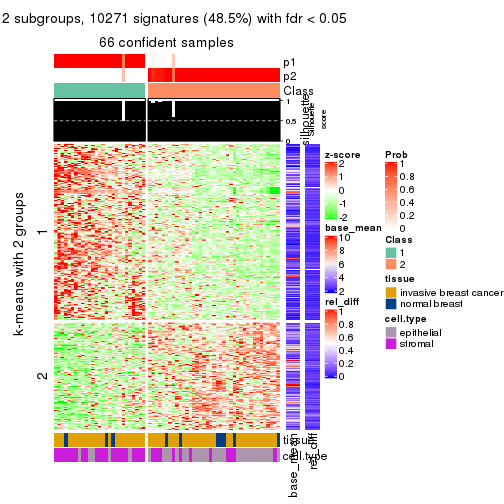 2 subgroups, 10271 signatures (48.5%) with fdr < 0.05
66 confident samples
p1
p2
Class
1
0.5
0
silhouette
score
k-means with 2 groups
1
2
tissue
cell.type
base_mean
rel_diff
z-score
2
1
0
-1
-2
base_mean
10
8
6
4
2
rel_diff
1
0.8
0.6
0.4
0.2
0
Prob
1
0.8
0.6
0.4
0.2
0
Class
1
2
tissue
invasive breast cancer
normal breast
cell.type
epithelial
stromal